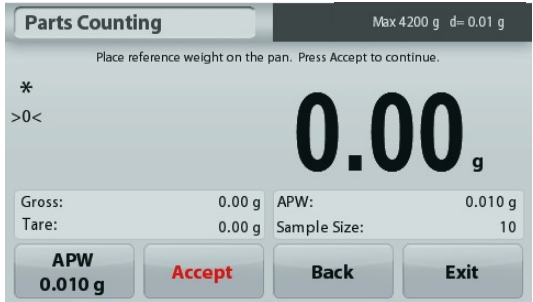 Parts Counting
Max 4200 g d= 0.01 g
Place reference weight on the pan. Press Accept to continue.
*
>0<
0.00 g
Gross: 0.00 g
Tare: 0.00 g
APW: 0.010 g
Sample Size: 10
APW
0.010 g
Accept
Back
Exit